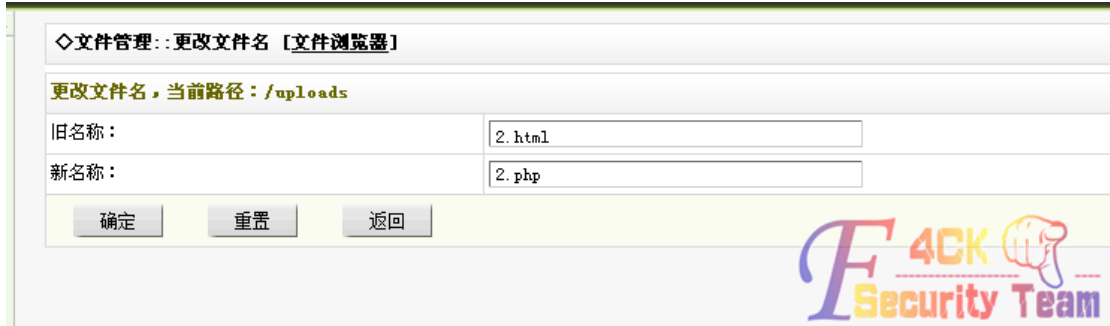 ◇文件管理::更改文件名 [文件浏览器]
更改文件名，当前路径：/uploads
旧名称： 2.html
新名称： 2.php
确定 重置 返回
F4CK
Security Team